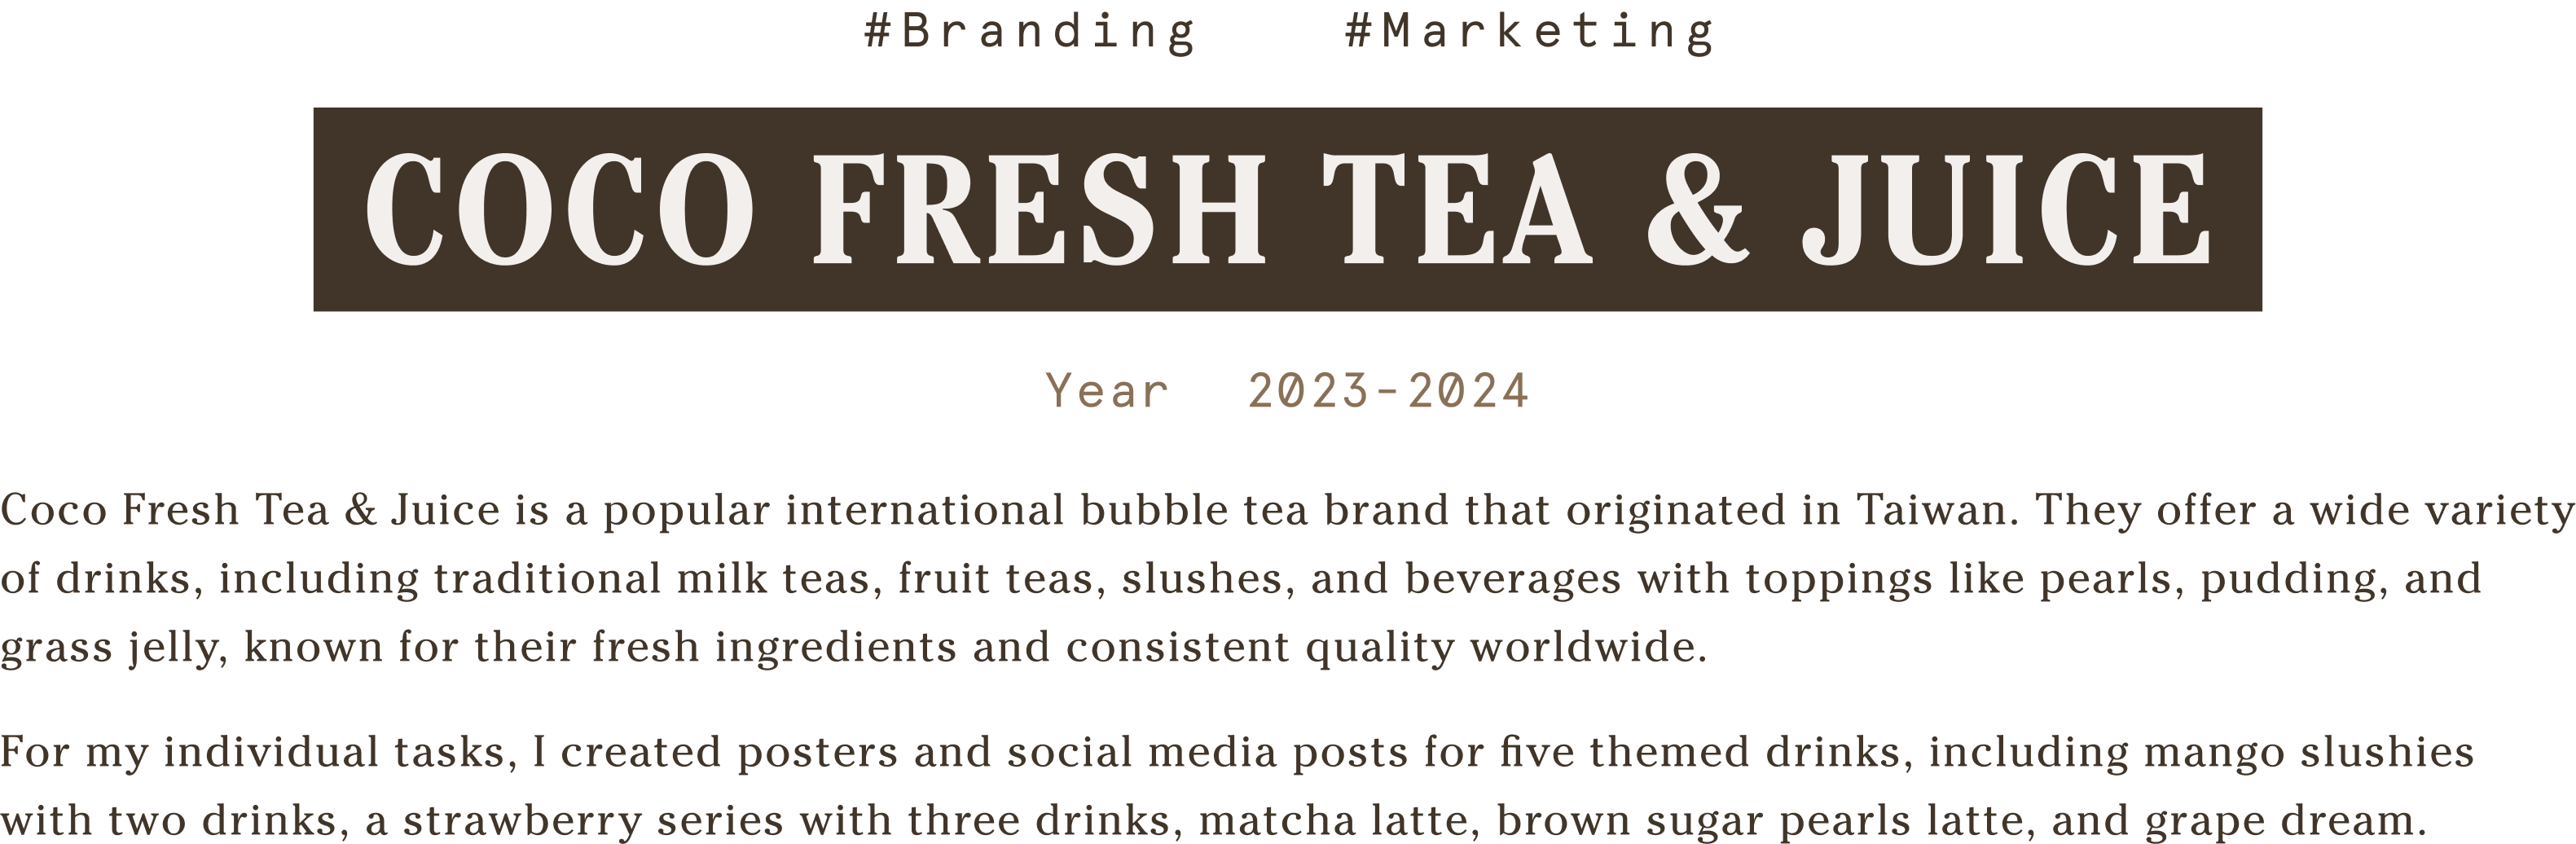 #Branding #Marketing
COCO FRESH TEA & JUICE
Year 2023-2024
Coco Fresh Tea & Juice is a popular international bubble tea brand that originated in Taiwan. They offer a wide variety
of drinks, including traditional milk teas, fruit teas, slushes, and beverages with toppings like pearls, pudding, and
grass jelly, known for their fresh ingredients and consistent quality worldwide.
For my individual tasks, I created posters and social media posts for five themed drinks, including mango slushies
with two drinks, a strawberry series with three drinks, matcha latte, brown sugar pearls latte, and grape dream.